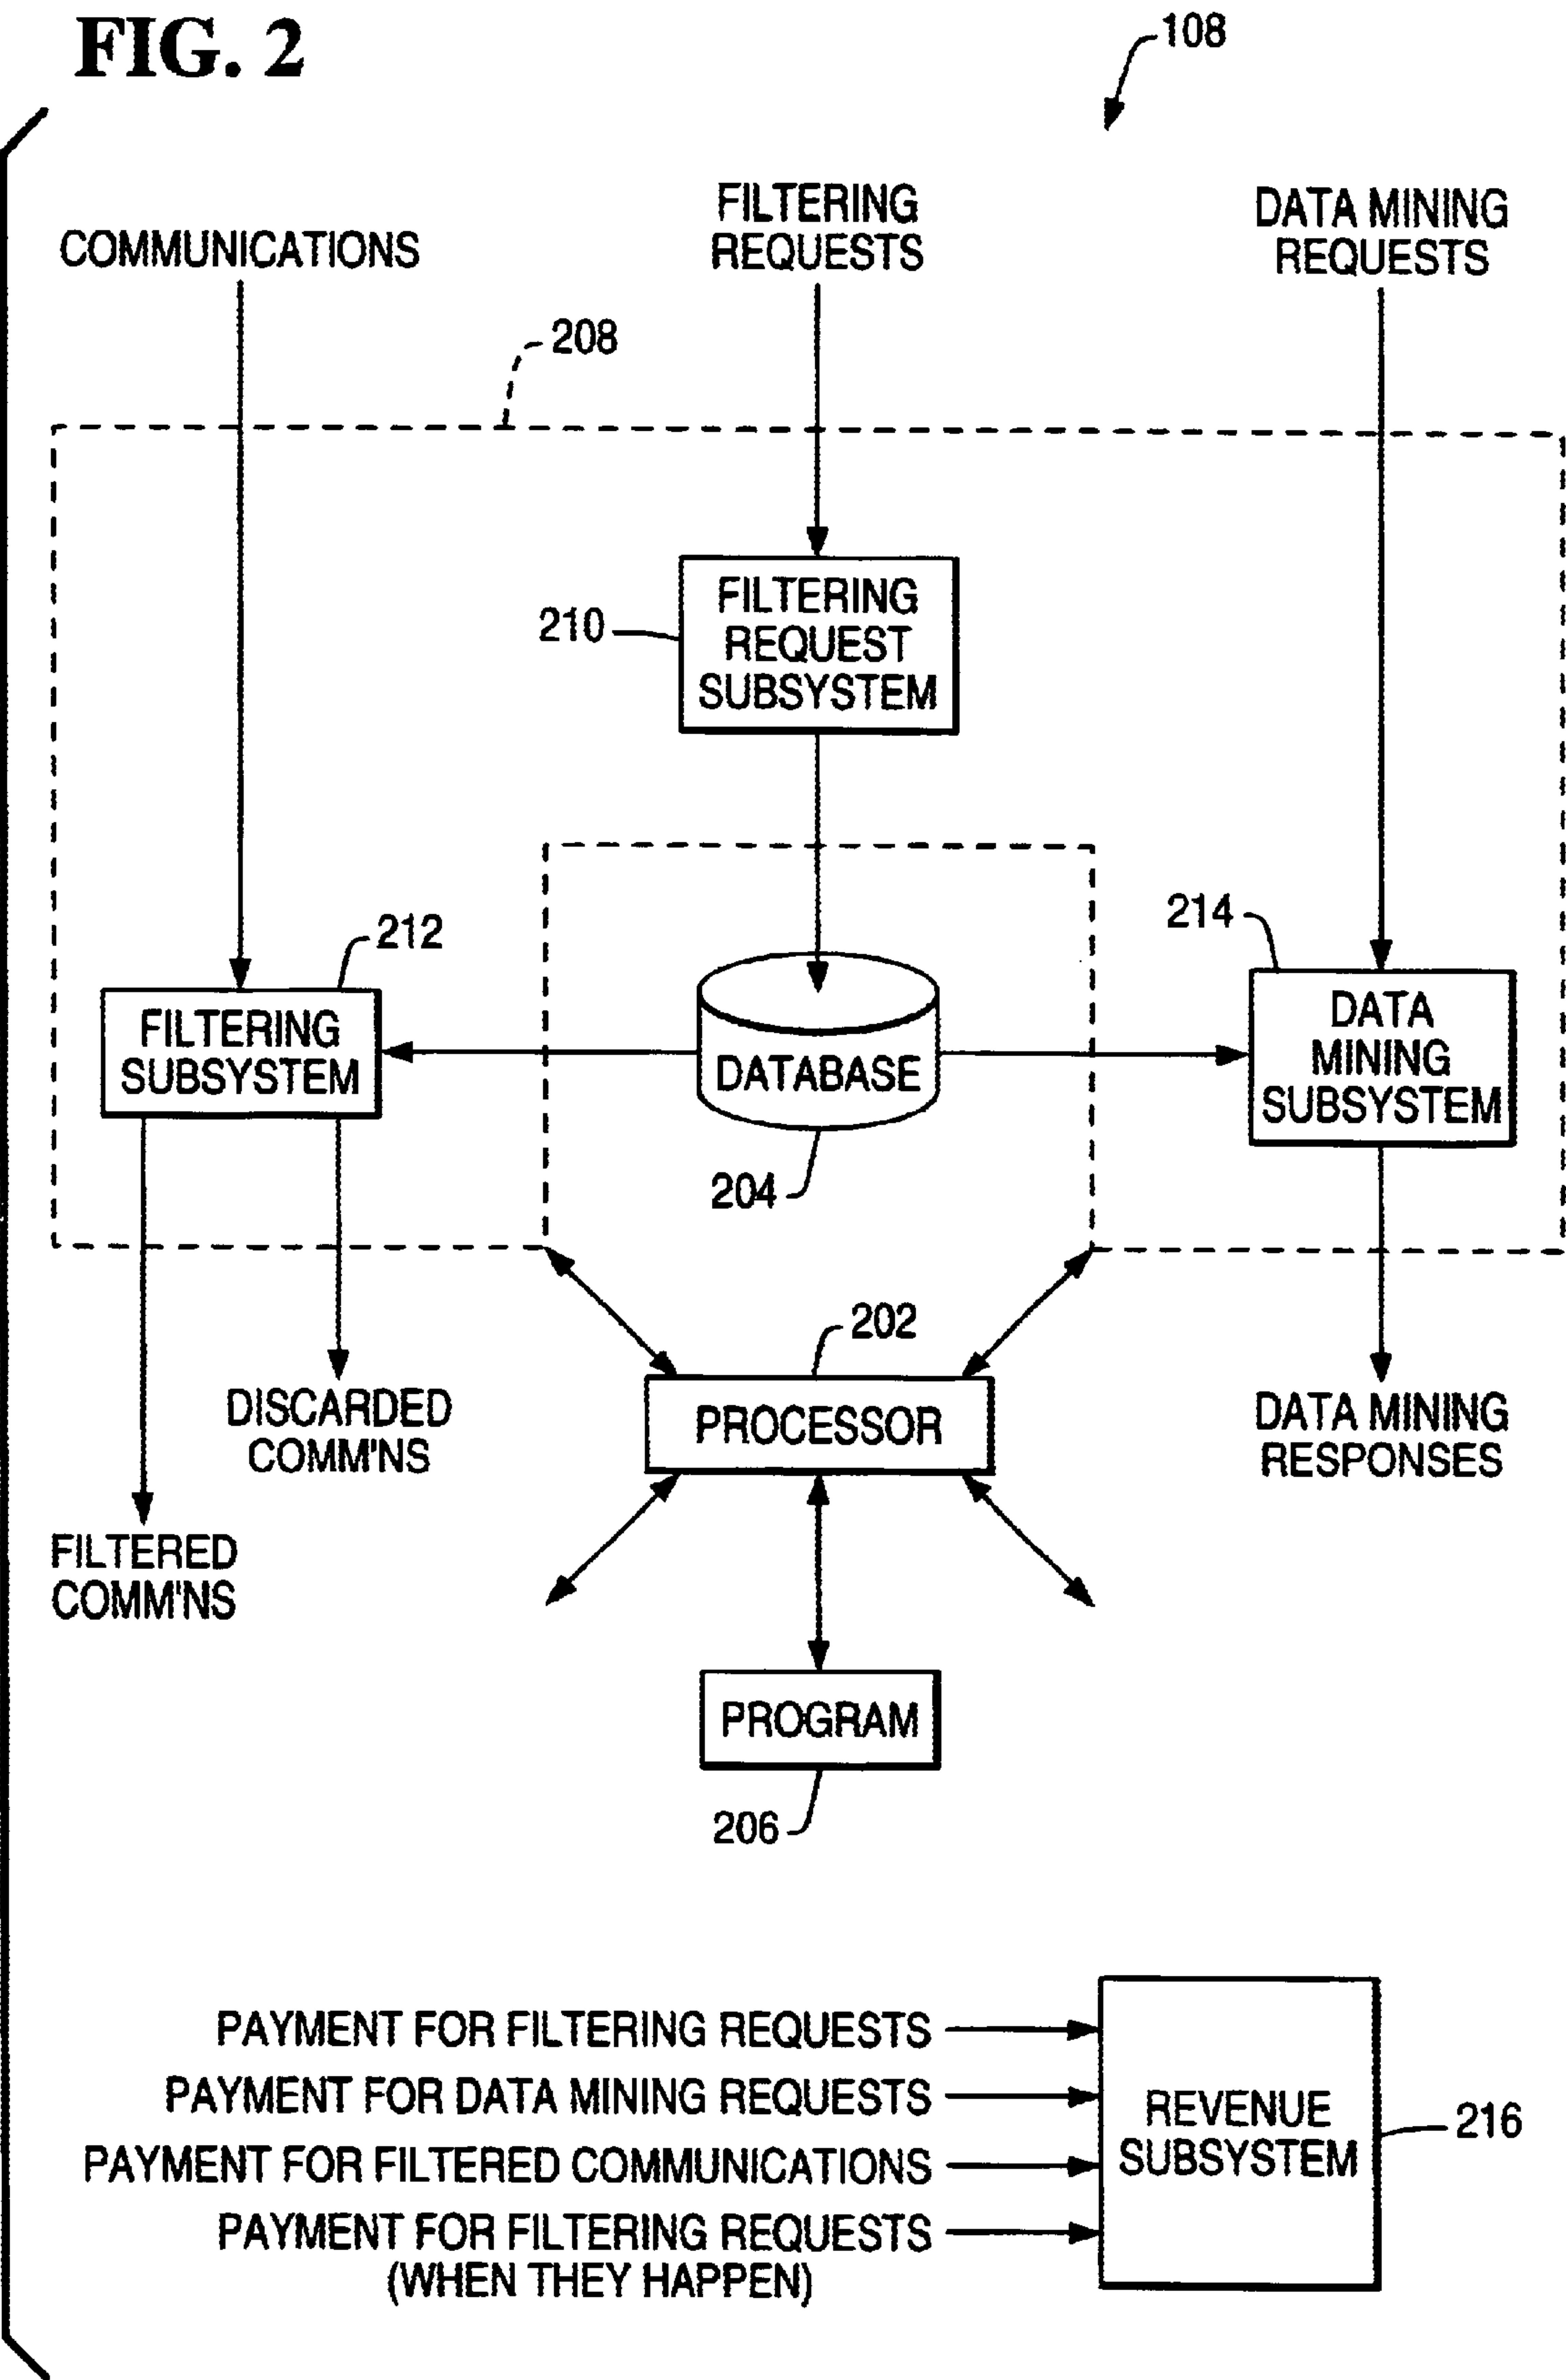 FIG. 2
108
COMMUNICATIONS
FILTERING
REQUESTS
DATA MINING
REQUESTS
208
210
FILTERING
REQUEST
SUBSYSTEM
212
FILTERING
SUBSYSTEM
DATABASE
204
214
DATA
MINING
SUBSYSTEM
202
PROCESSOR
DISCARDED
COMM'NS
FILTERED
COMM'NS
DATA MINING
RESPONSES
PROGRAM
206
PAYMENT FOR FILTERING REQUESTS
PAYMENT FOR DATA MINING REQUESTS
PAYMENT FOR FILTERED COMMUNICATIONS
PAYMENT FOR FILTERING REQUESTS
(WHEN THEY HAPPEN)
REVENUE
SUBSYSTEM
216